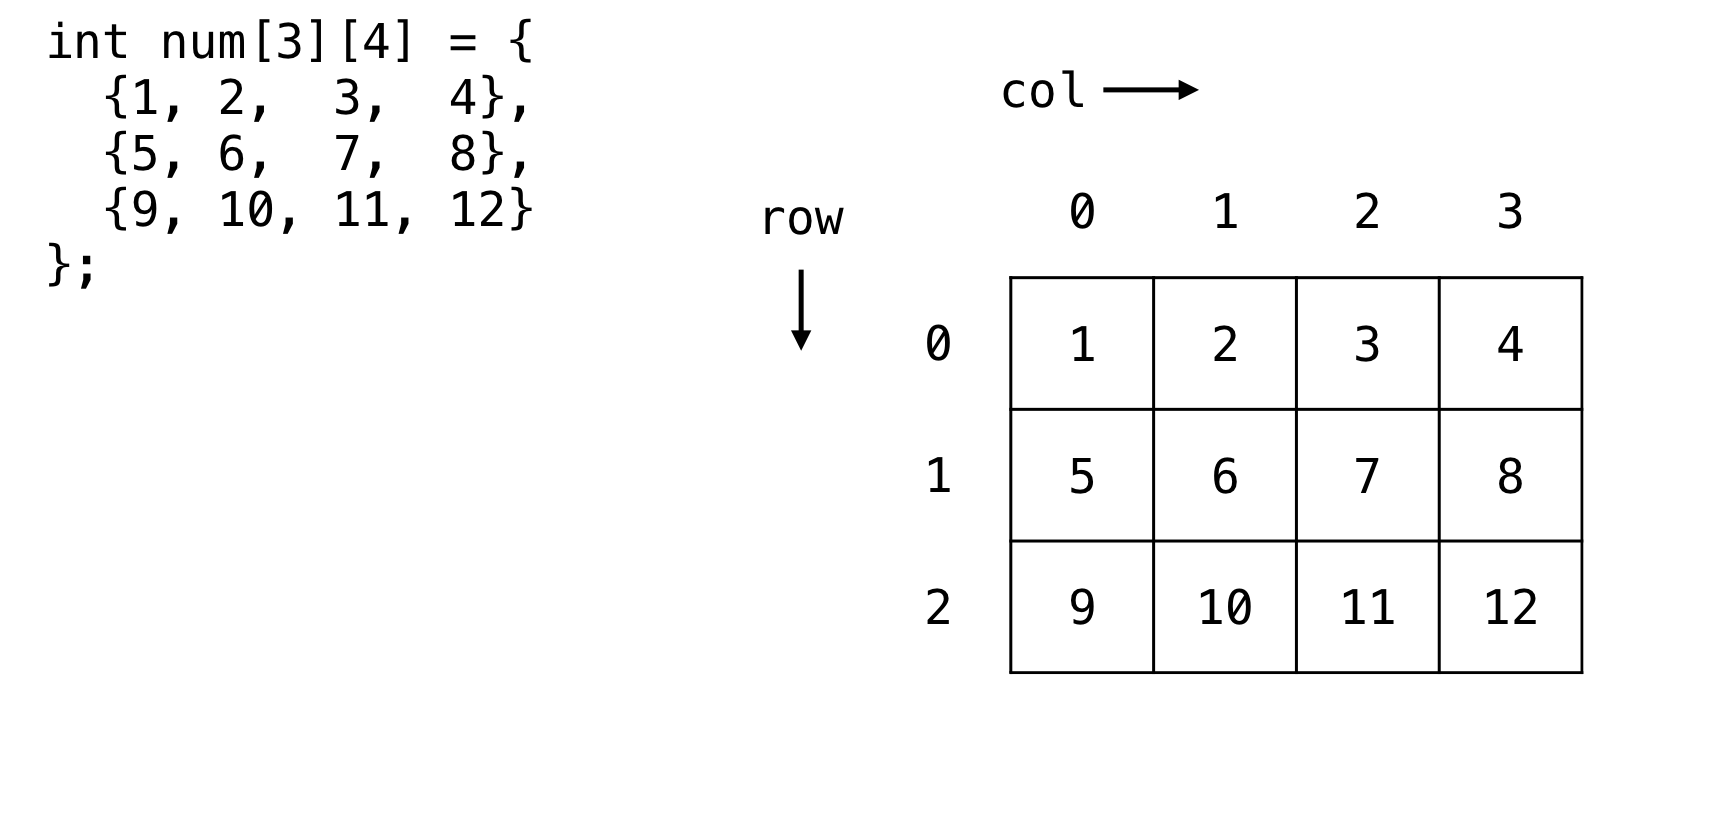 int num[3][4] = {
  {1, 2,  3,  4},
  {5, 6,  7,  8},
  {9, 10, 11, 12}
};
col
row
0 1 2 3
0 1 2 3 4
1 5 6 7 8
2 9 10 11 12